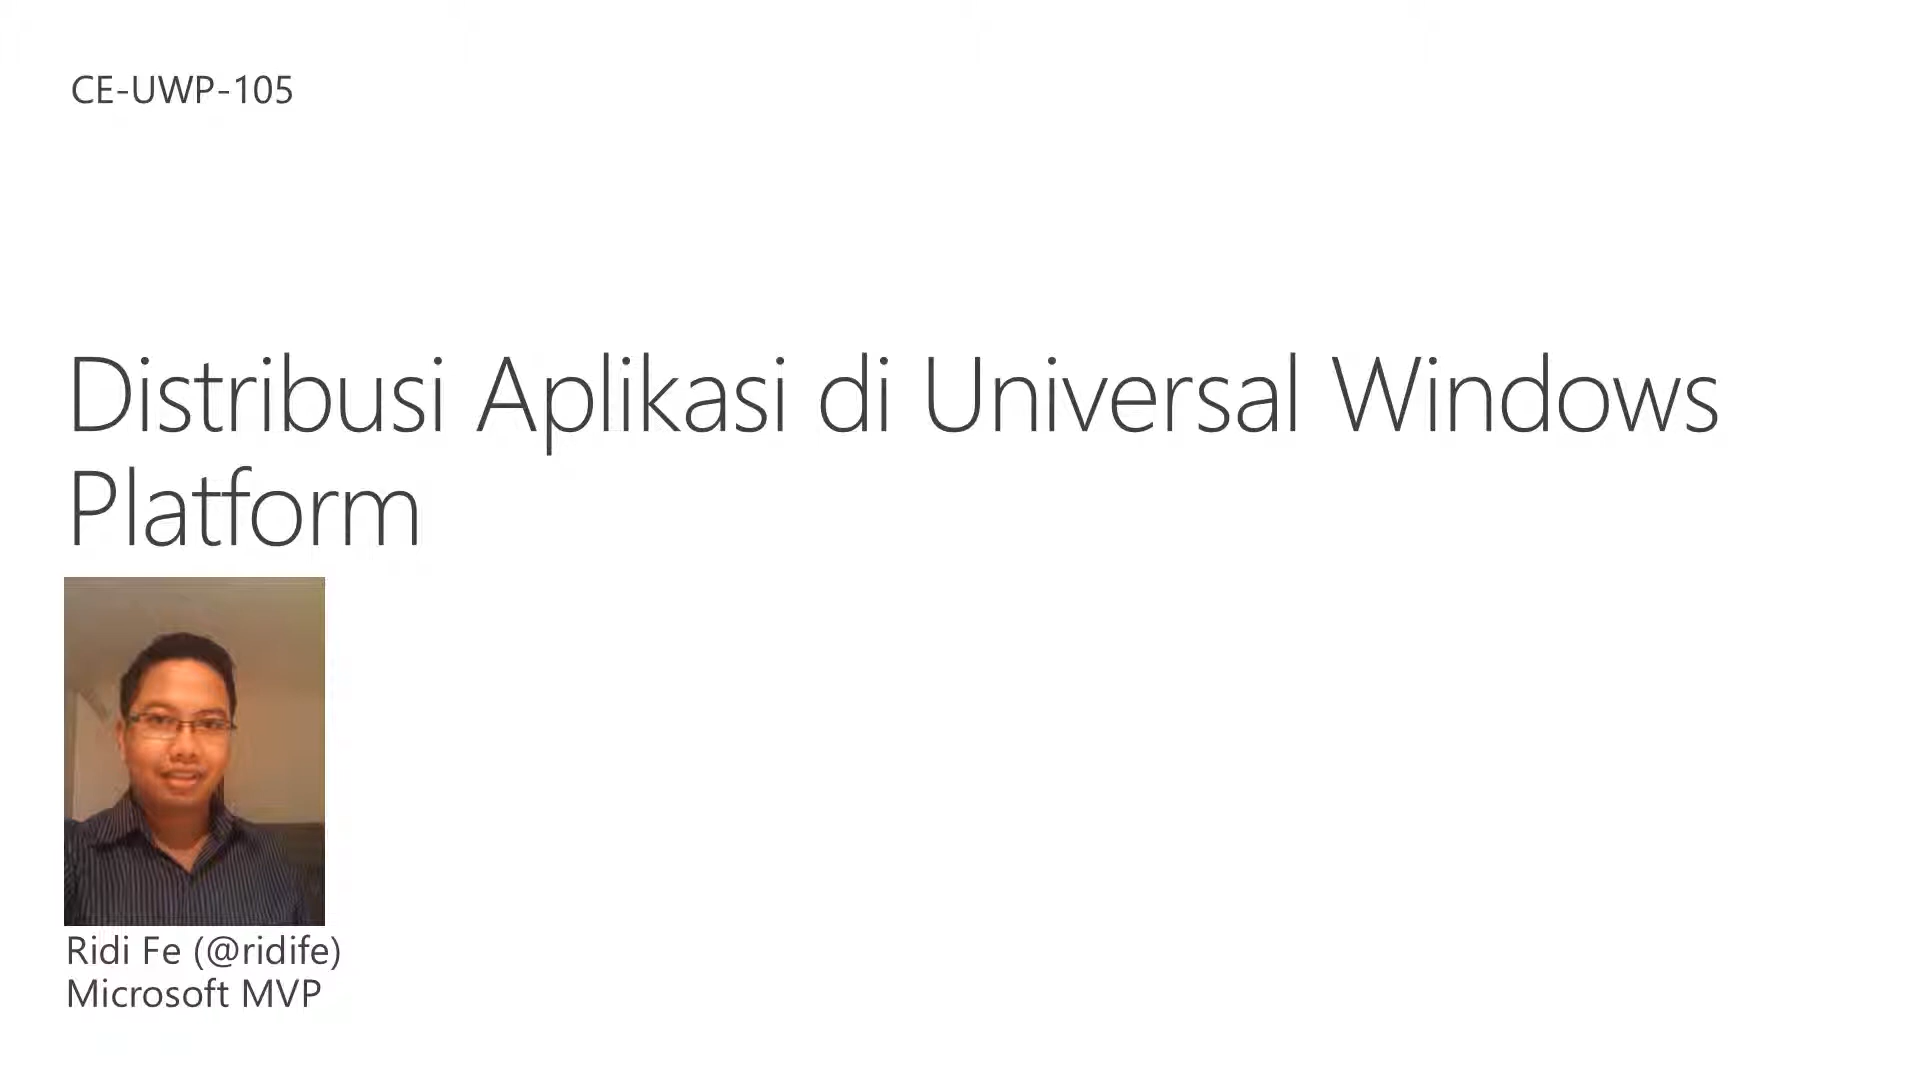 CE-UWP-105
Distribusi Aplikasi di Universal Windows
Platform
Ridi Fe (@ridife)
Microsoft MVP